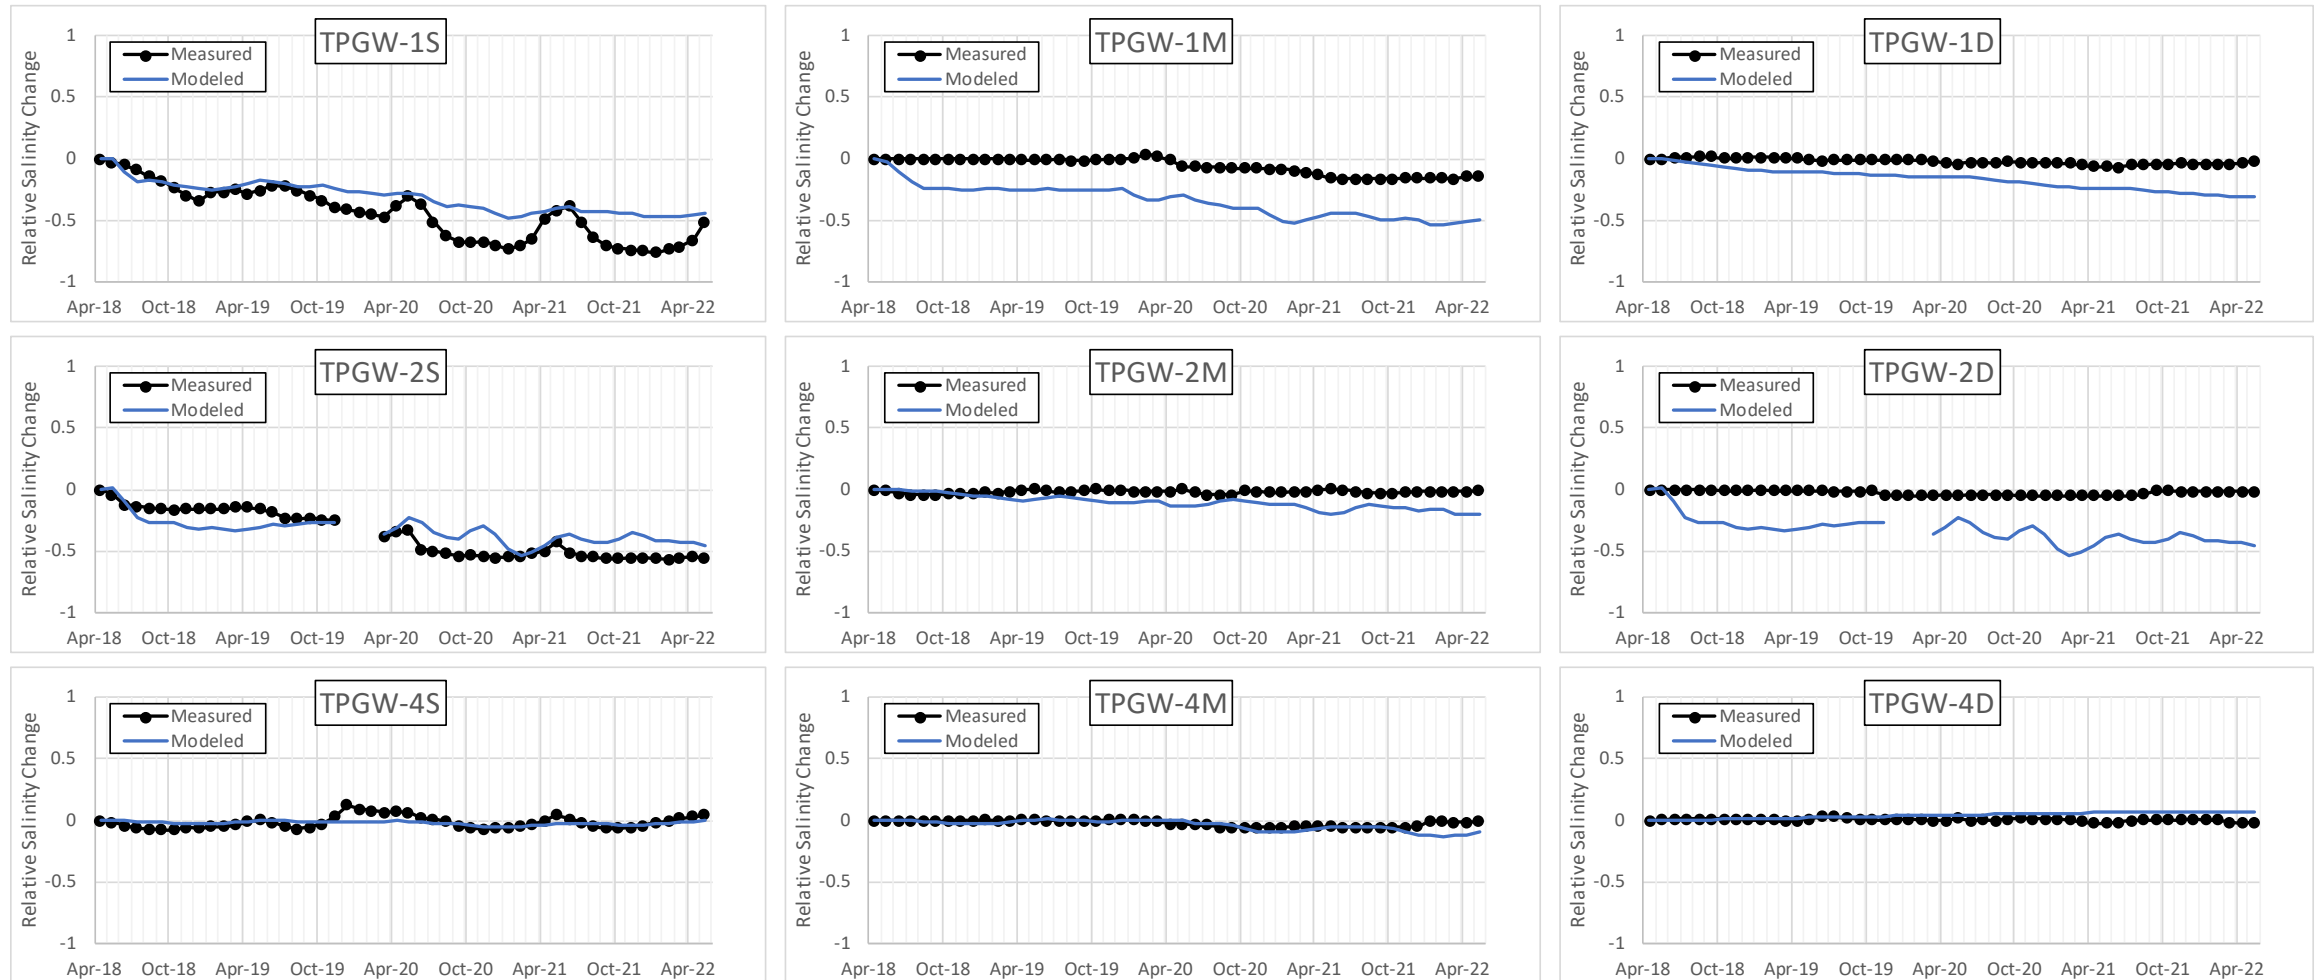 TPGW-1S
Measured
Modeled
Relative Salinity Change
1
0.5
0
-0.5
-1
Apr-18 Oct-18 Apr-19 Oct-19 Apr-20 Oct-20 Apr-21 Oct-21 Apr-22
TPGW-1M
Measured
Modeled
Relative Salinity Change
1
0.5
0
-0.5
-1
Apr-18 Oct-18 Apr-19 Oct-19 Apr-20 Oct-20 Apr-21 Oct-21 Apr-22
TPGW-1D
Measured
Modeled
Relative Salinity Change
1
0.5
0
-0.5
-1
Apr-18 Oct-18 Apr-19 Oct-19 Apr-20 Oct-20 Apr-21 Oct-21 Apr-22
TPGW-2S
Measured
Modeled
Relative Salinity Change
1
0.5
0
-0.5
-1
Apr-18 Oct-18 Apr-19 Oct-19 Apr-20 Oct-20 Apr-21 Oct-21 Apr-22
TPGW-2M
Measured
Modeled
Relative Salinity Change
1
0.5
0
-0.5
-1
Apr-18 Oct-18 Apr-19 Oct-19 Apr-20 Oct-20 Apr-21 Oct-21 Apr-22
TPGW-2D
Measured
Modeled
Relative Salinity Change
1
0.5
0
-0.5
-1
Apr-18 Oct-18 Apr-19 Oct-19 Apr-20 Oct-20 Apr-21 Oct-21 Apr-22
TPGW-4S
Measured
Modeled
Relative Salinity Change
1
0.5
0
-0.5
-1
Apr-18 Oct-18 Apr-19 Oct-19 Apr-20 Oct-20 Apr-21 Oct-21 Apr-22
TPGW-4M
Measured
Modeled
Relative Salinity Change
1
0.5
0
-0.5
-1
Apr-18 Oct-18 Apr-19 Oct-19 Apr-20 Oct-20 Apr-21 Oct-21 Apr-22
TPGW-4D
Measured
Modeled
Relative Salinity Change
1
0.5
0
-0.5
-1
Apr-18 Oct-18 Apr-19 Oct-19 Apr-20 Oct-20 Apr-21 Oct-21 Apr-22